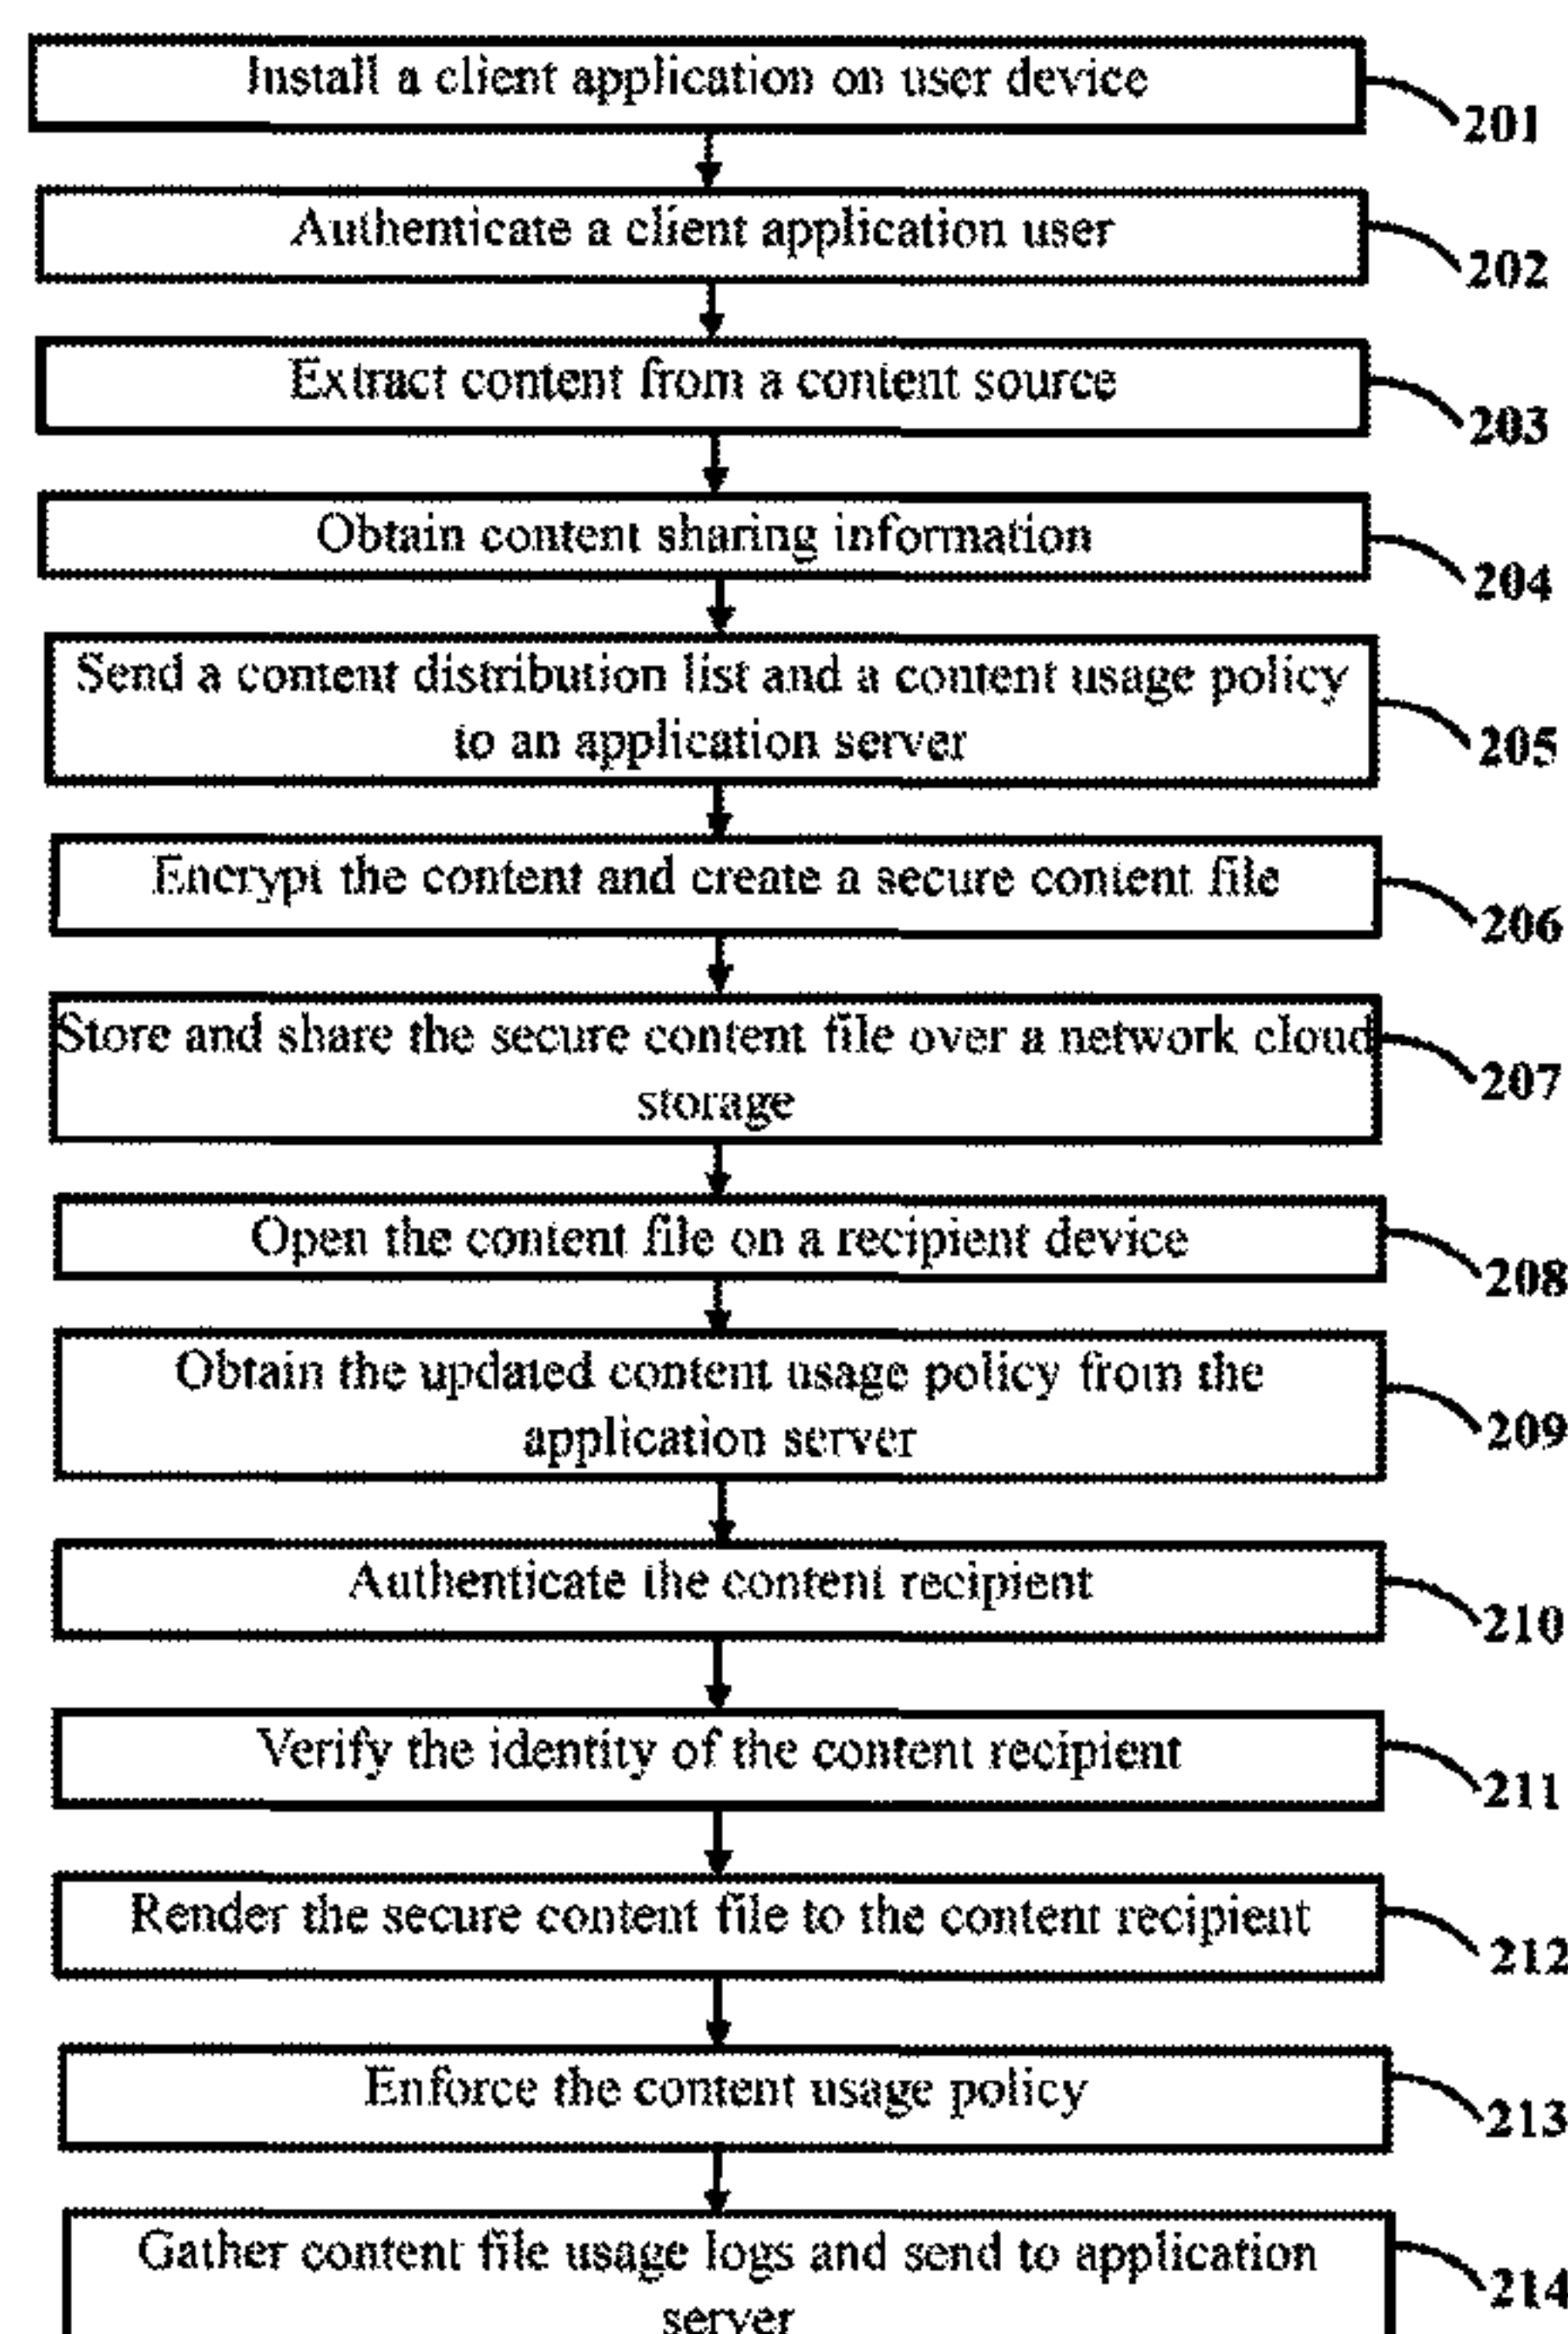 Install a client application on user device
201
Authenticate a client application user
202
Extract content from a content source
203
Obtain content sharing information
204
Send a content distribution list and a content usage policy
to an application server
205
Encrypt the content and create a secure content file
206
Store and share the secure content file over a network cloud
storage
207
Open the content file on a recipient device
208
Obtain the updated content usage policy from the
application server
209
Authenticate the content recipient
210
Verify the identity of the content recipient
211
Render the secure content file to the content recipient
212
Enforce the content usage policy
213
Gather content file usage logs and send to application
server
214